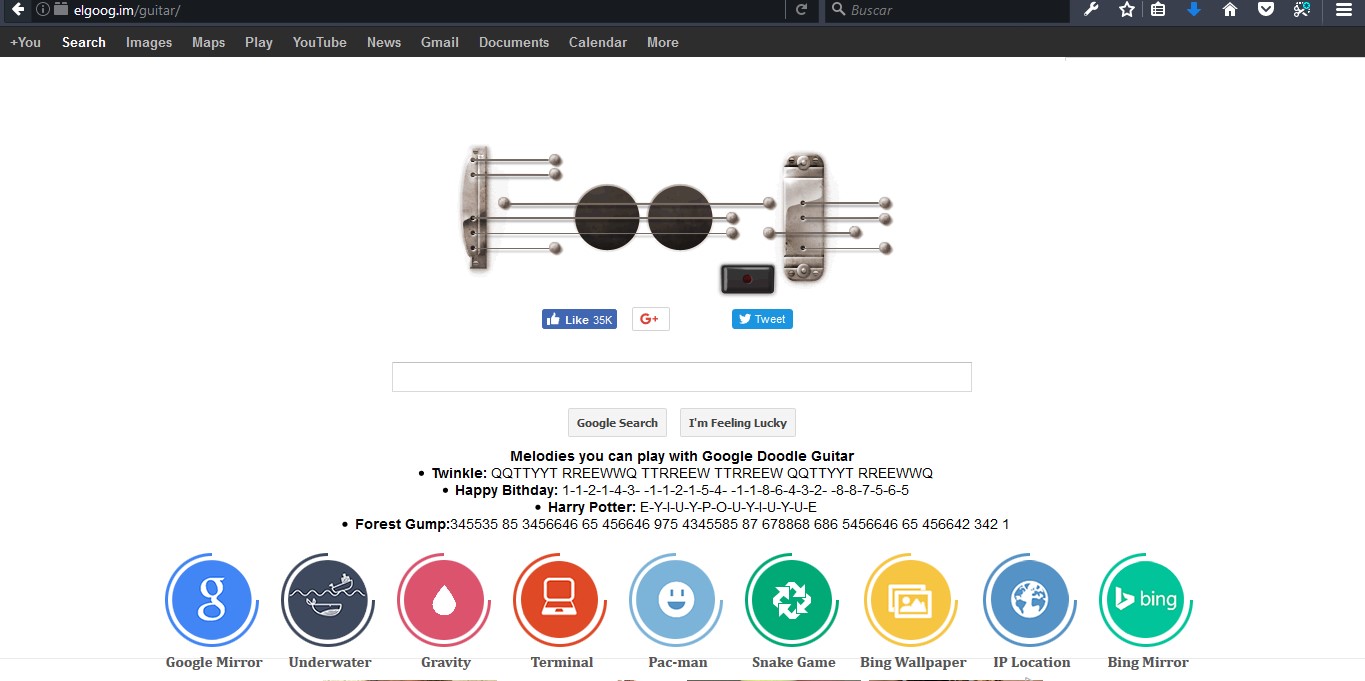 elgoog.im/guitar/
Buscar
+You Search Images Maps Play YouTube News Gmail Documents Calendar More
Like 35K G+ Tweet
Google Search I'm Feeling Lucky
Melodies you can play with Google Doodle Guitar
• Twinkle: QQTTYYT RREEWWQ TTRREEW TTRREEW QQTTYYT RREEWWQ
• Happy Bithday: 1-1-2-1-4-3- -1-1-2-1-5-4- -1-1-8-6-4-3-2- -8-8-7-5-6-5
• Harry Potter: E-Y-I-U-Y-P-O-U-Y-I-U-Y-U-E
• Forest Gump:345535 85 3456646 65 456646 975 4345585 87 678868 686 5456646 65 456642 342 1
g
bing
Google Mirror Underwater Gravity Terminal Pac-man Snake Game Bing Wallpaper IP Location Bing Mirror